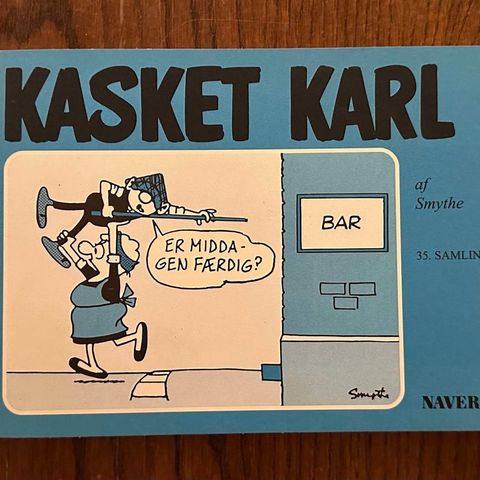 KASKET KARL
af
Smythe
35. SAMLIN
ER MIDDA-
GEN FÆRDIG?
BAR
Smythe
NAVER